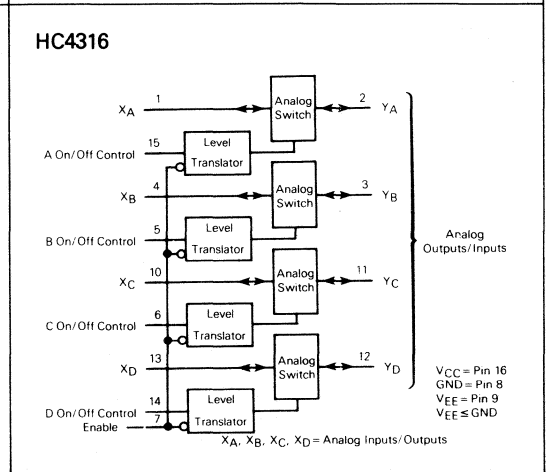 HC4316
XA 1 Analog Switch 2 YA
A On/Off Control 15 Level Translator
XB 4 Analog Switch 3 YB
B On/Off Control 5 Level Translator
Analog Outputs/Inputs
XC 10 Analog Switch 11 YC
C On/Off Control 6 Level Translator
XD 13 Analog Switch 12 YD
D On/Off Control 14 Level Translator
Enable 7
VCC = Pin 16
GND = Pin 8
VEE = Pin 9
VEE ≤ GND
XA, XB, XC, XD = Analog Inputs/Outputs